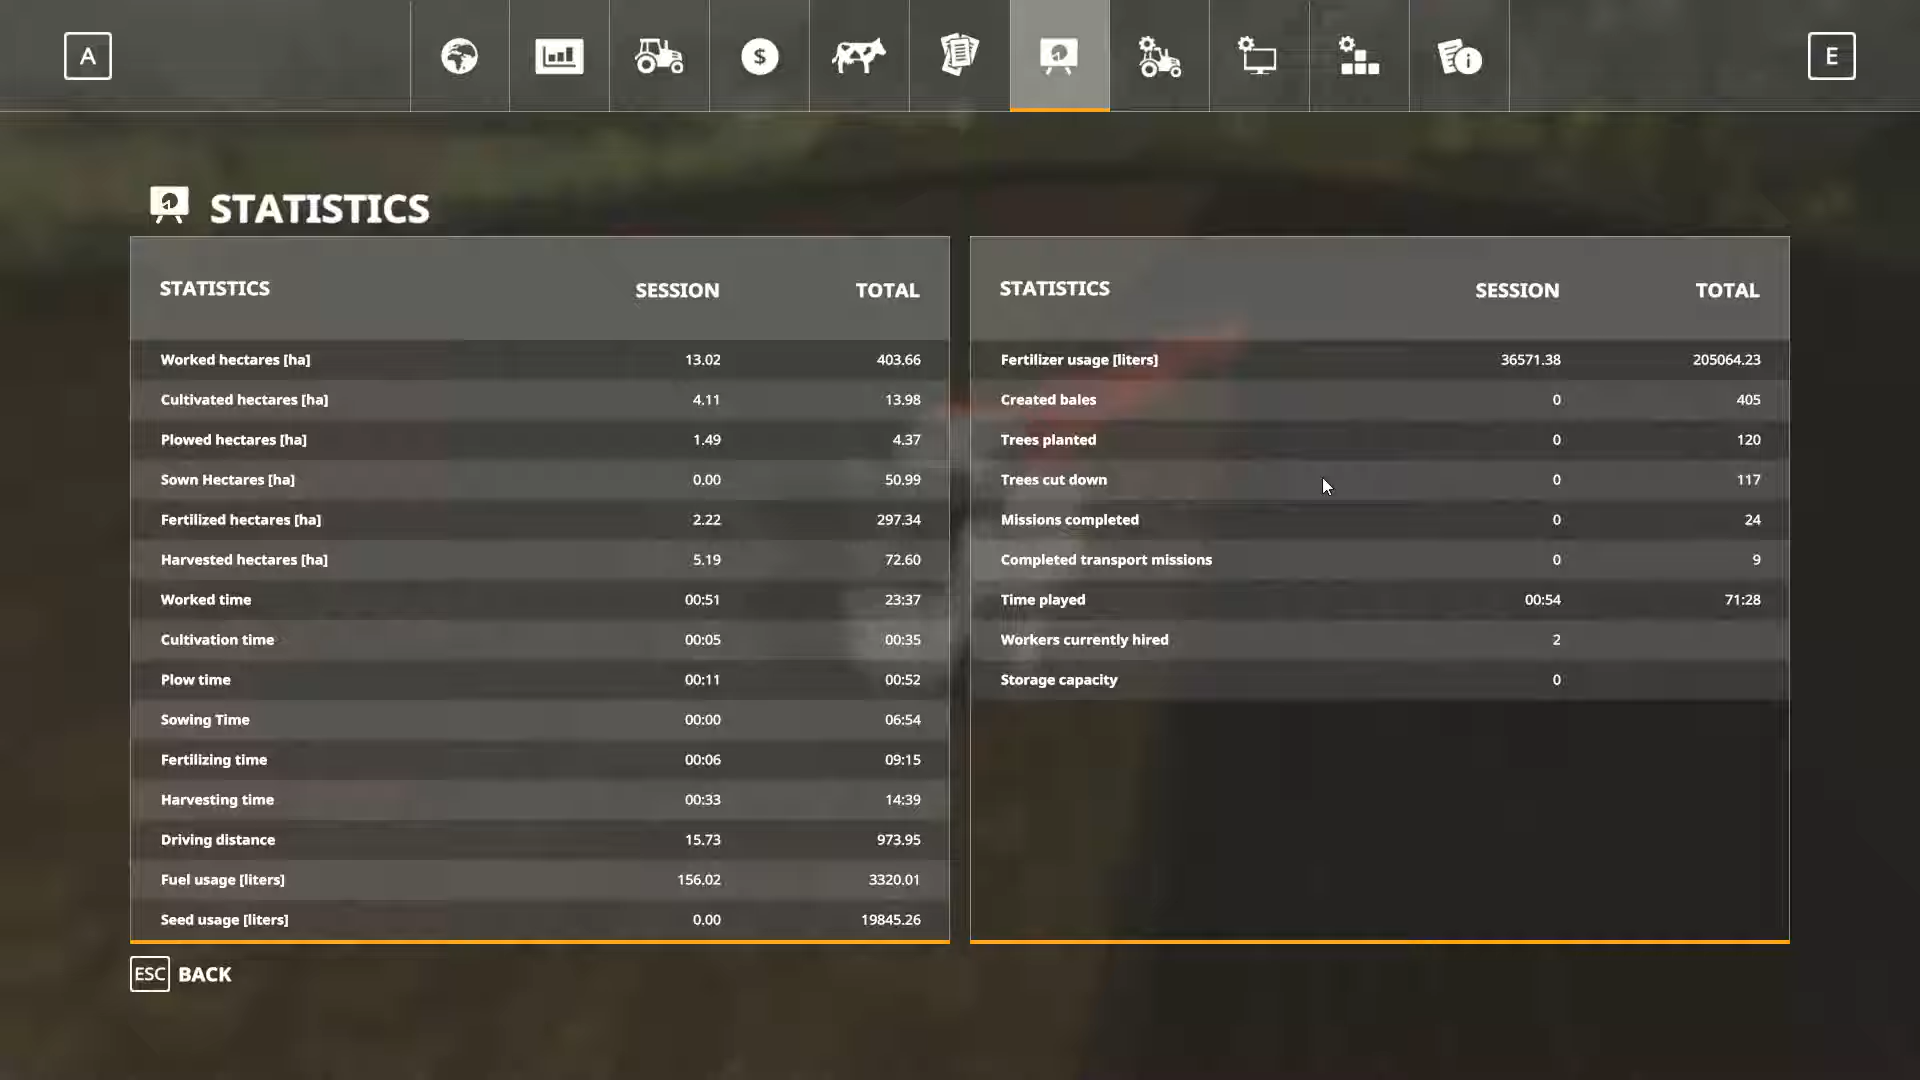 A
E
STATISTICS
STATISTICS SESSION TOTAL
Worked hectares [ha] 13.02 403.66
Cultivated hectares [ha] 4.11 13.98
Plowed hectares [ha] 1.49 4.37
Sown Hectares [ha] 0.00 50.99
Fertilized hectares [ha] 2.22 297.34
Harvested hectares [ha] 5.19 72.60
Worked time 00:51 23:37
Cultivation time 00:05 00:35
Plow time 00:11 00:52
Sowing Time 00:00 06:54
Fertilizing time 00:06 09:15
Harvesting time 00:33 14:39
Driving distance 15.73 973.95
Fuel usage [liters] 156.02 3320.01
Seed usage [liters] 0.00 19845.26
STATISTICS SESSION TOTAL
Fertilizer usage [liters] 36571.38 205064.23
Created bales 0 405
Trees planted 0 120
Trees cut down 0 117
Missions completed 0 24
Completed transport missions 0 9
Time played 00:54 71:28
Workers currently hired 2
Storage capacity 0
ESC BACK